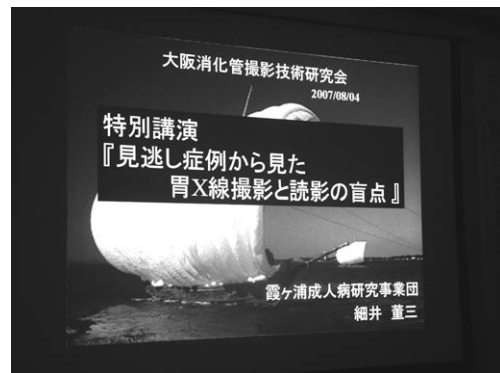 大阪消化管撮影技術研究会
2007/08/04
特別講演
『見逃し症例から見た
胃X線撮影と読影の盲点』
霞ヶ浦成人病研究事業団
細井 董三